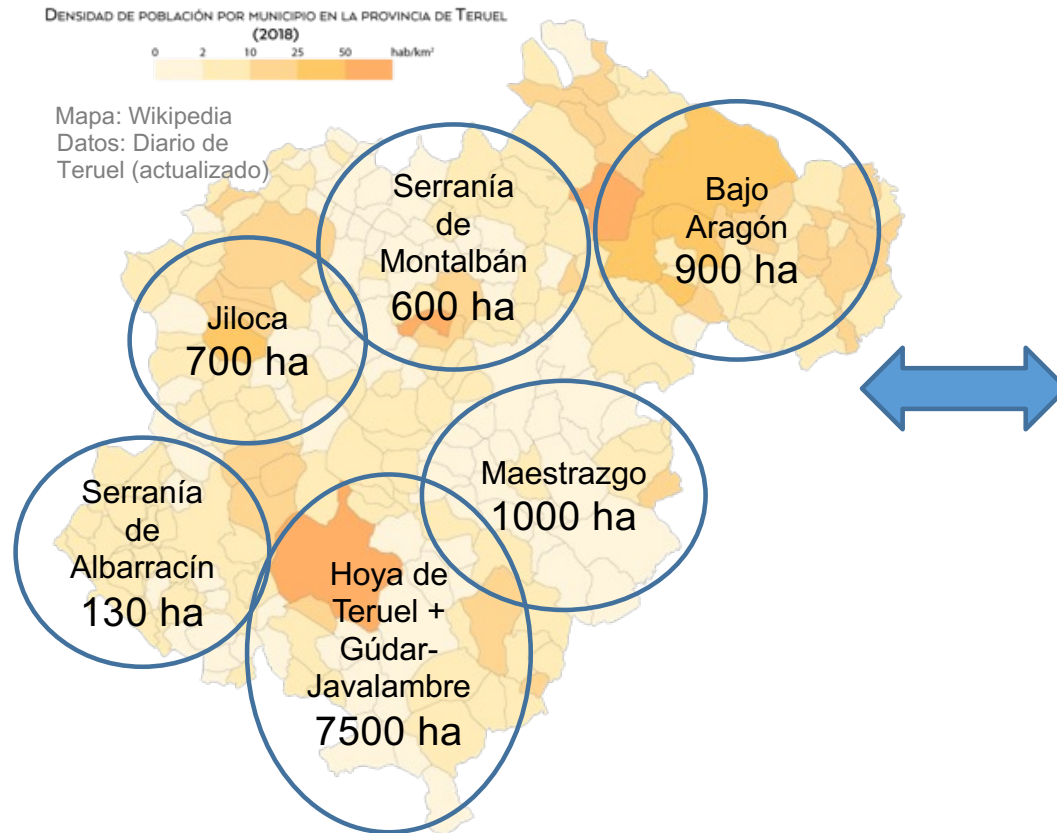 DENSIDAD DE POBLACIÓN POR MUNICIPIO EN LA PROVINCIA DE TERUEL
(2018)
0 2 10 25 50 hab/km²
Mapa: Wikipedia
Datos: Diario de
Teruel (actualizado)
Serranía
de
Montalbán
600 ha
Bajo
Aragón
900 ha
Jiloca
700 ha
Maestrazgo
1000 ha
Serranía
de
Albarracín
130 ha
Hoya de
Teruel +
Gúdar-
Javalambre
7500 ha